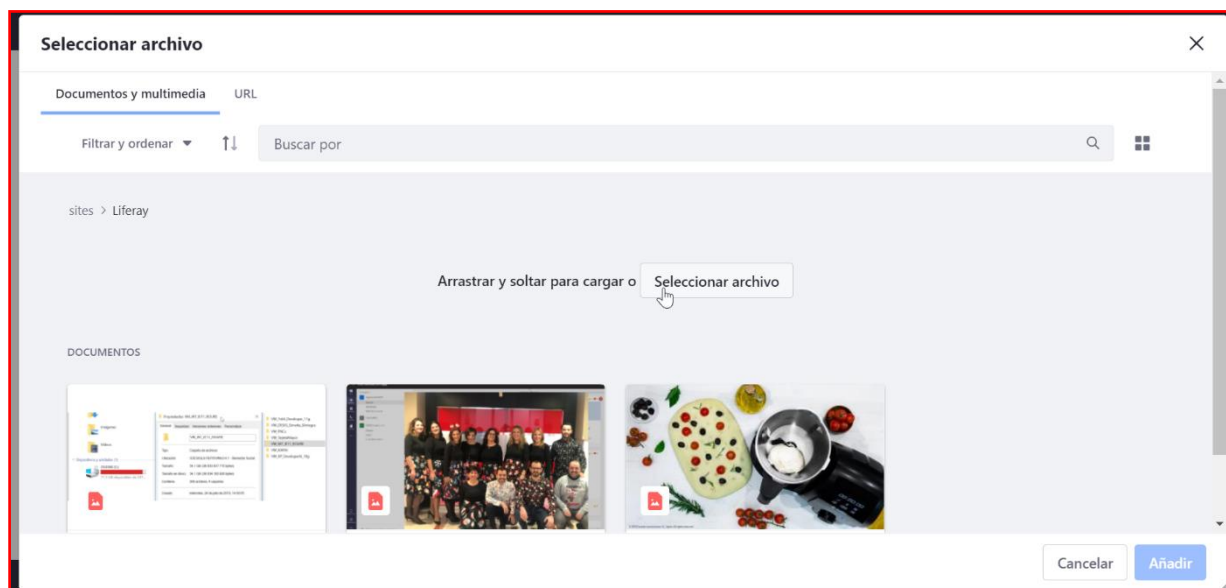 Seleccionar archivo
Documentos y multimedia URL
Filtrar y ordenar Buscar por
sites > Liferay
Arrastrar y soltar para cargar o Seleccionar archivo
DOCUMENTOS
Cancelar Añadir